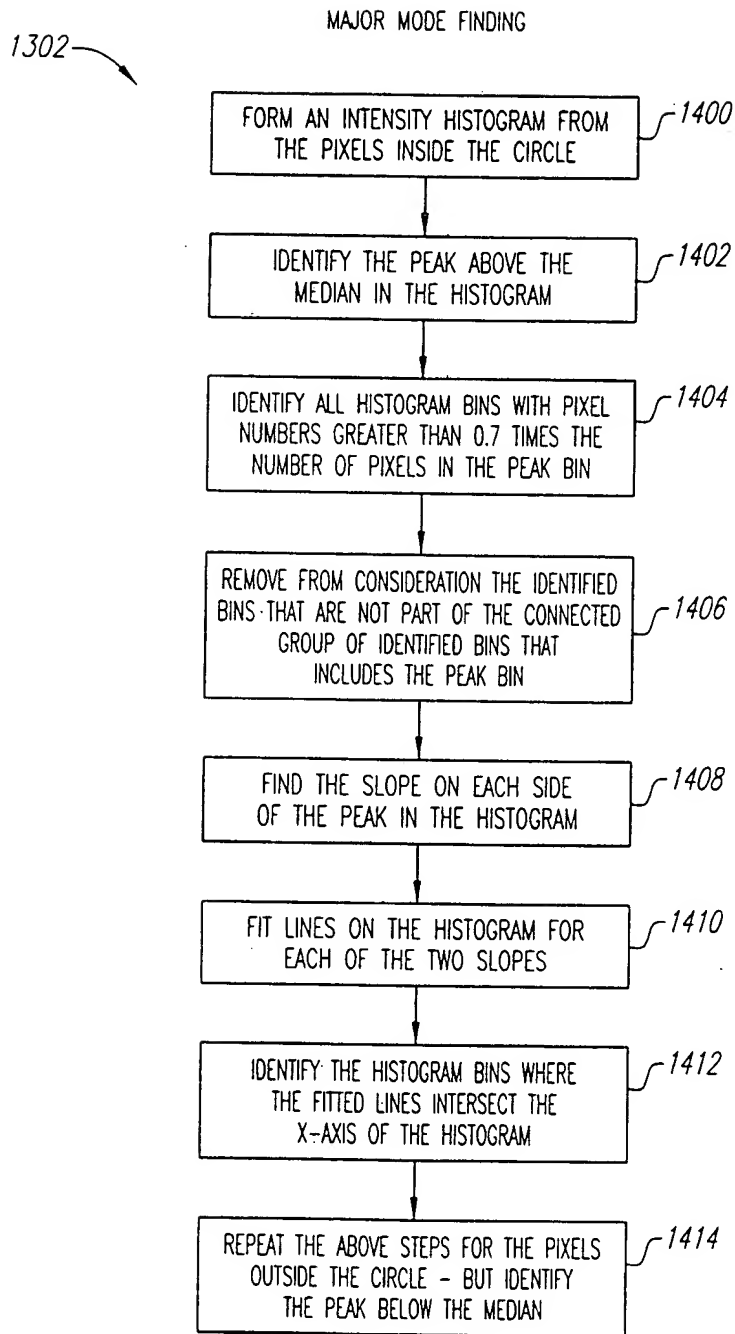 MAJOR MODE FINDING
1302
FORM AN INTENSITY HISTOGRAM FROM
THE PIXELS INSIDE THE CIRCLE
1400
IDENTIFY THE PEAK ABOVE THE
MEDIAN IN THE HISTOGRAM
1402
IDENTIFY ALL HISTOGRAM BINS WITH PIXEL
NUMBERS GREATER THAN 0.7 TIMES THE
NUMBER OF PIXELS IN THE PEAK BIN
1404
REMOVE FROM CONSIDERATION THE IDENTIFIED
BINS THAT ARE NOT PART OF THE CONNECTED
GROUP OF IDENTIFIED BINS THAT
INCLUDES THE PEAK BIN
1406
FIND THE SLOPE ON EACH SIDE
OF THE PEAK IN THE HISTOGRAM
1408
FIT LINES ON THE HISTOGRAM FOR
EACH OF THE TWO SLOPES
1410
IDENTIFY THE HISTOGRAM BINS WHERE
THE FITTED LINES INTERSECT THE
X-AXIS OF THE HISTOGRAM
1412
REPEAT THE ABOVE STEPS FOR THE PIXELS
OUTSIDE THE CIRCLE - BUT IDENTIFY
THE PEAK BELOW THE MEDIAN
1414